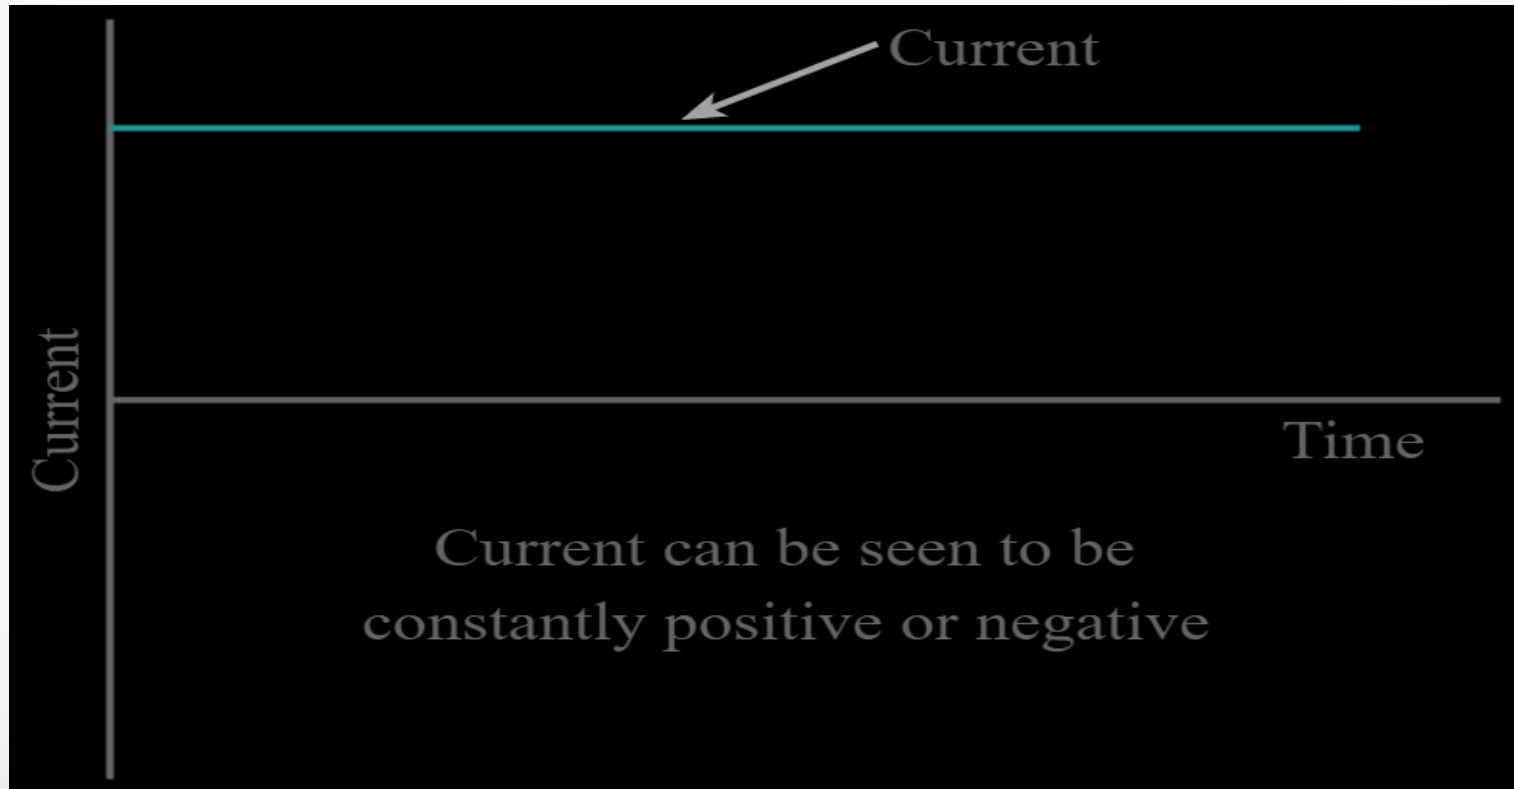 Current
Current
Time
Current can be seen to be
constantly positive or negative